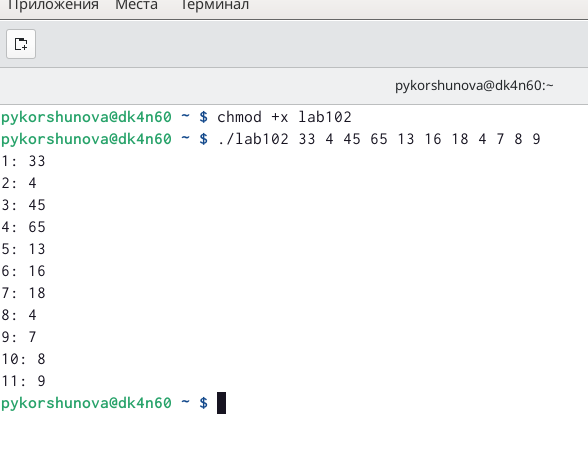 Приложения Места Терминал
pykorshunova@dk4n60:~
pykorshunova@dk4n60 ~ $ chmod +x lab102
pykorshunova@dk4n60 ~ $ ./lab102 33 4 45 65 13 16 18 4 7 8 9
1: 33
2: 4
3: 45
4: 65
5: 13
6: 16
7: 18
8: 4
9: 7
10: 8
11: 9
pykorshunova@dk4n60 ~ $